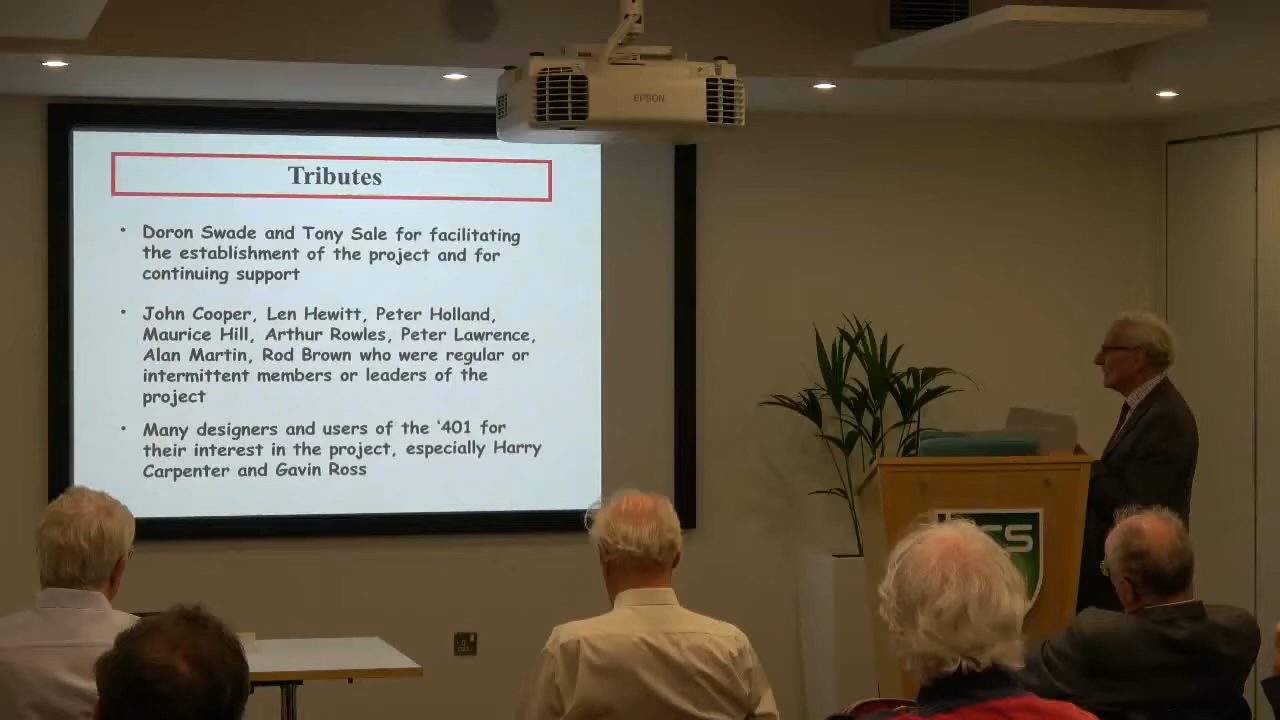 EPSON
Tributes
• Doron Swade and Tony Sale for facilitating
the establishment of the project and for
continuing support
• John Cooper, Len Hewitt, Peter Holland,
Maurice Hill, Arthur Rowles, Peter Lawrence,
Alan Martin, Rod Brown who were regular or
intermittent members or leaders of the
project
• Many designers and users of the ‘401 for
their interest in the project, especially Harry
Carpenter and Gavin Ross